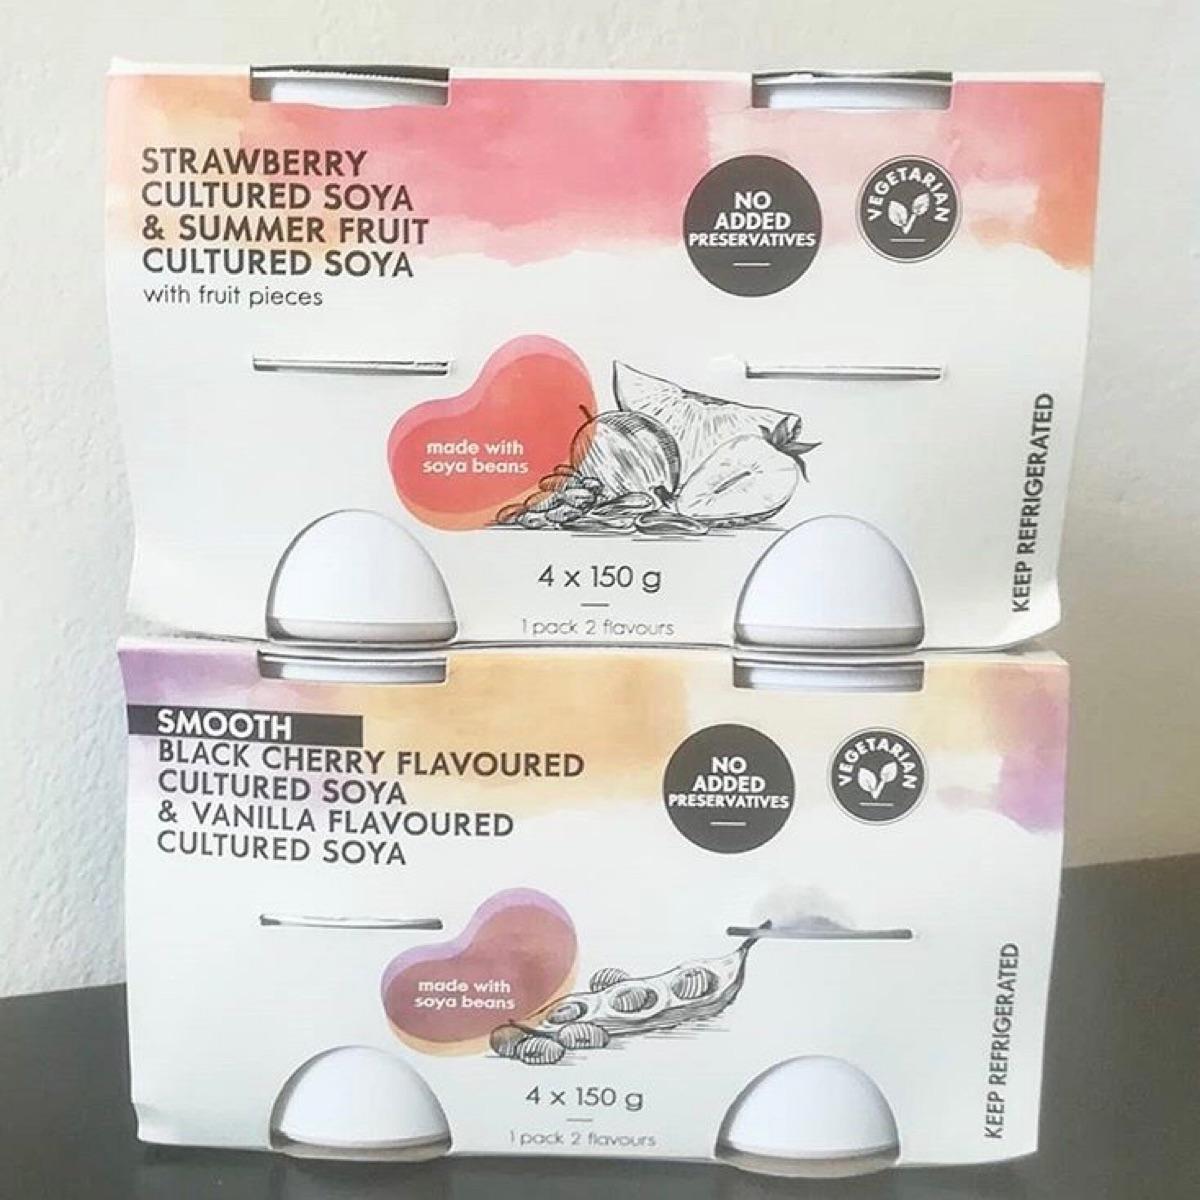 STRAWBERRY
CULTURED SOYA
& SUMMER FRUIT
CULTURED SOYA
with fruit pieces
NO
ADDED
PRESERVATIVES
VEGETARIAN
made with
soya beans
KEEP REFRIGERATED
4 x 150 g
1 pack 2 flavours
SMOOTH
BLACK CHERRY FLAVOURED
CULTURED SOYA
& VANILLA FLAVOURED
CULTURED SOYA
NO
ADDED
PRESERVATIVES
VEGETARIAN
made with
soya beans
KEEP REFRIGERATED
4 x 150 g
1 pack 2 flavours